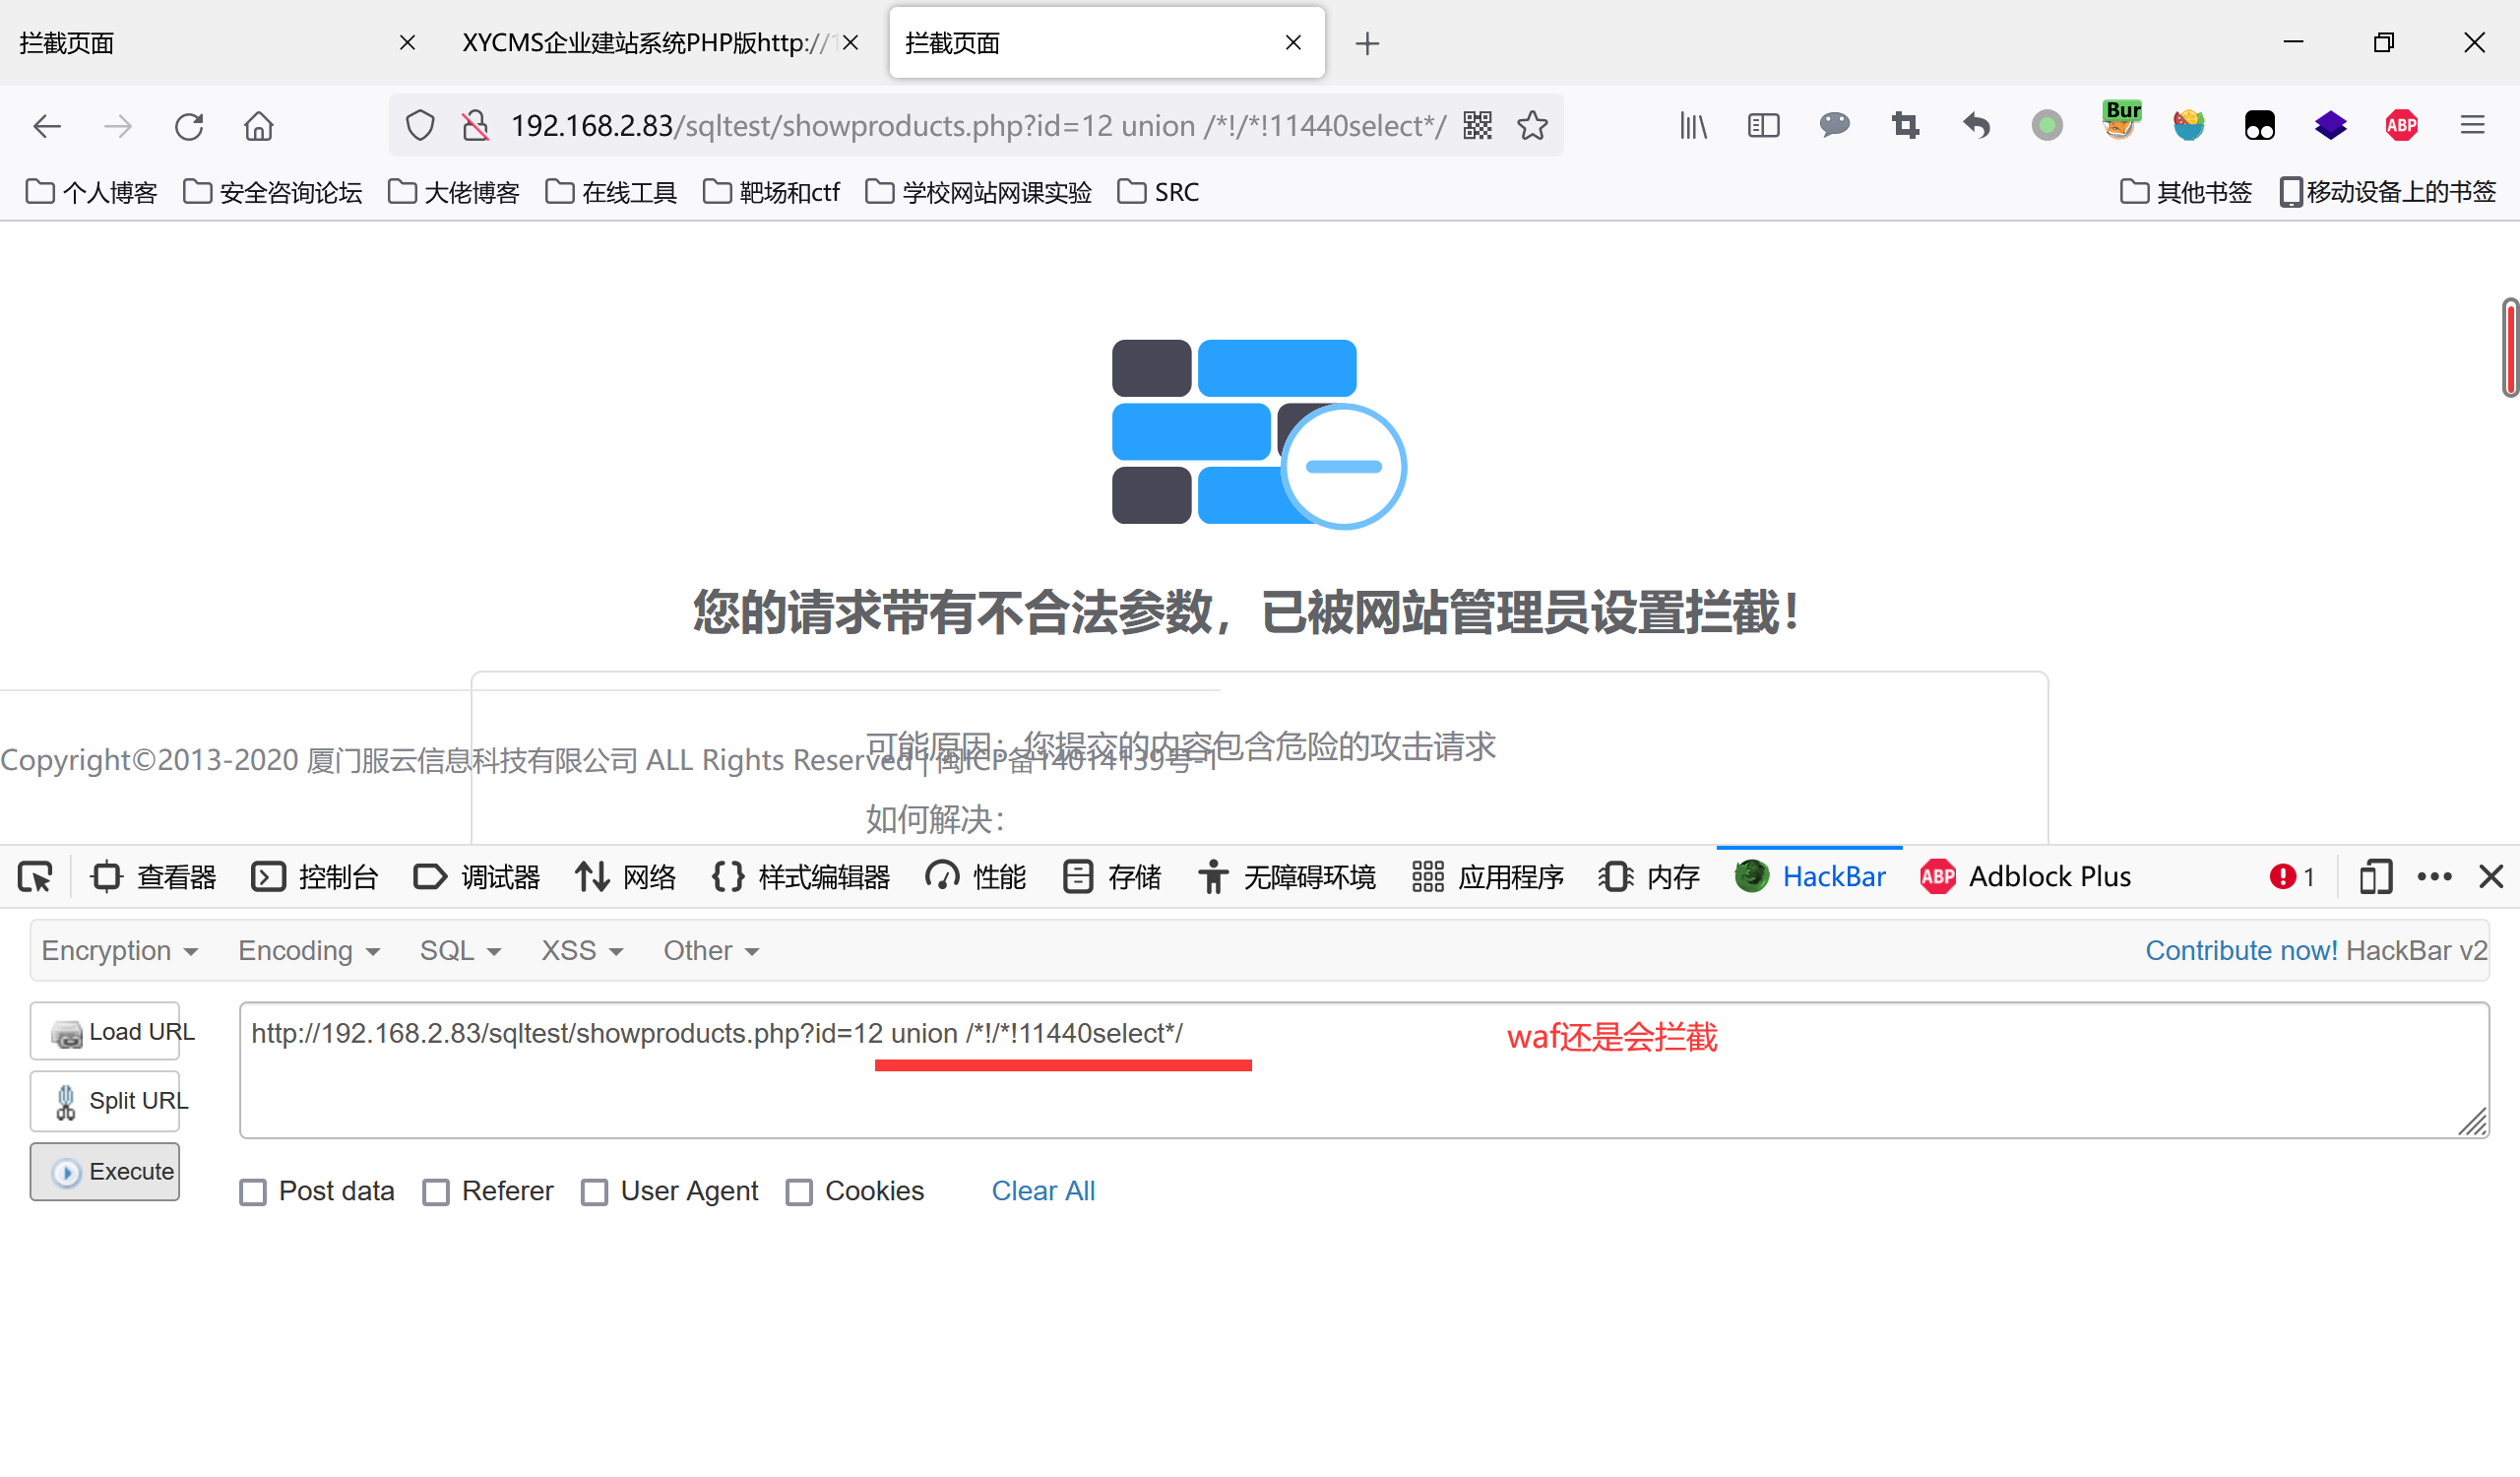 拦截页面
XYCMS企业建站系统PHP版http://1
拦截页面
192.168.2.83/sqltest/showproducts.php?id=12 union /*!/*!11440select*/
Bur
ABP
个人博客
安全咨询论坛
大佬博客
在线工具
靶场和ctf
学校网站网课实验
SRC
其他书签
移动设备上的书签
您的请求带有不合法参数，已被网站管理员设置拦截！
可能原因：您提交的内容包含危险的攻击请求
Copyright©2013-2020 厦门服云信息科技有限公司 ALL Rights Reserved | 闽ICP备14014139号-1
如何解决：
查看器
控制台
调试器
网络
样式编辑器
性能
存储
无障碍环境
应用程序
内存
HackBar
ABP
Adblock Plus
1
Encryption
Encoding
SQL
XSS
Other
Contribute now! HackBar v2
Load URL
http://192.168.2.83/sqltest/showproducts.php?id=12 union /*!/*!11440select*/
waf还是会拦截
Split URL
Execute
Post data
Referer
User Agent
Cookies
Clear All